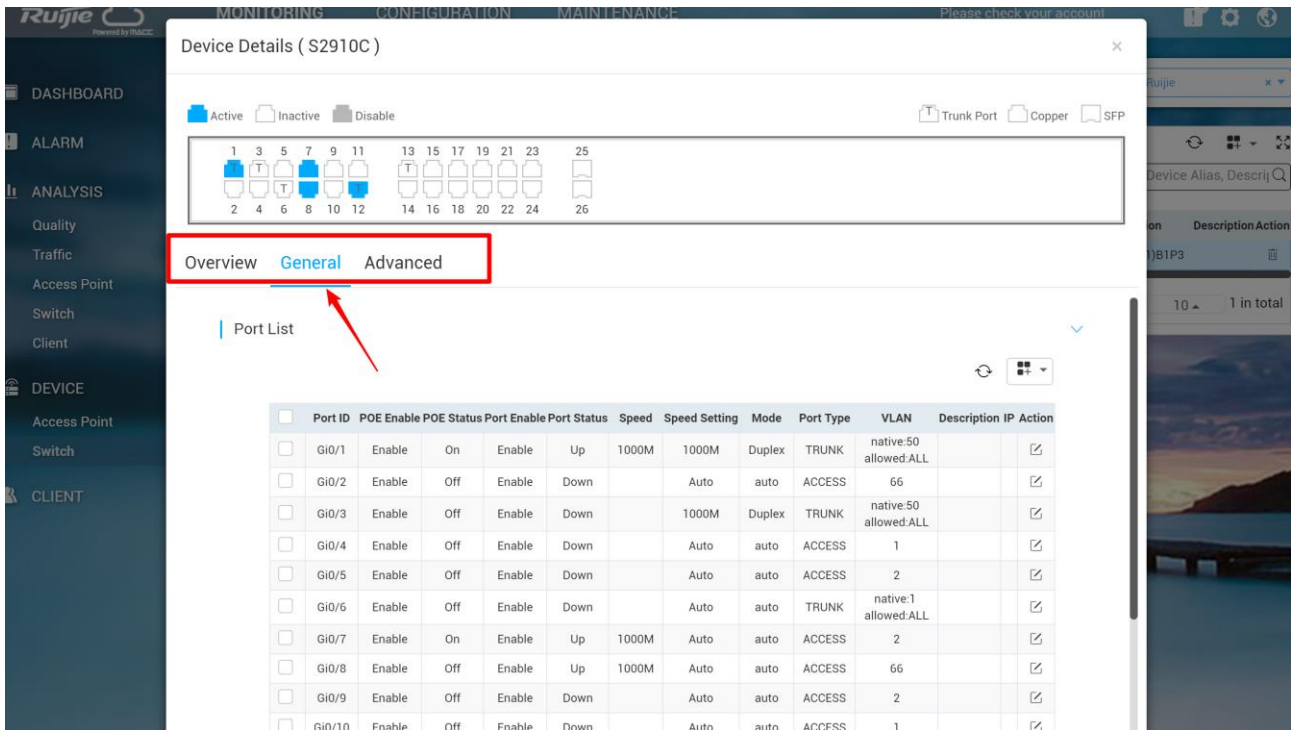 Ruijie
Powered by MACC
MONITORING CONFIGURATION MAINTENANCE Please check your account
Device Details ( S2910C ) ×
Ruijie
DASHBOARD
ALARM
ANALYSIS
Quality
Traffic
Access Point
Switch
Client
DEVICE
Access Point
Switch
CLIENT
Active Inactive Disable T Trunk Port Copper SFP
1 3 5 7 9 11 13 15 17 19 21 23 25
T T T
T T
2 4 6 8 10 12 14 16 18 20 22 24 26
Overview General Advanced
Port List
Port ID POE Enable POE Status Port Enable Port Status Speed Speed Setting Mode Port Type VLAN Description IP Action
Gi0/1 Enable On Enable Up 1000M 1000M Duplex TRUNK native:50
allowed:ALL
Gi0/2 Enable Off Enable Down Auto auto ACCESS 66
Gi0/3 Enable Off Enable Down 1000M Duplex TRUNK native:50
allowed:ALL
Gi0/4 Enable Off Enable Down Auto auto ACCESS 1
Gi0/5 Enable Off Enable Down Auto auto ACCESS 2
Gi0/6 Enable Off Enable Down Auto auto TRUNK native:1
allowed:ALL
Gi0/7 Enable On Enable Up 1000M Auto auto ACCESS 2
Gi0/8 Enable Off Enable Up 1000M Auto auto ACCESS 66
Gi0/9 Enable Off Enable Down Auto auto ACCESS 2
Gi0/10 Enable Off Enable Down Auto auto ACCESS 1
Device Alias, Descrip
on Description Action
1)B1P3
10 1 in total